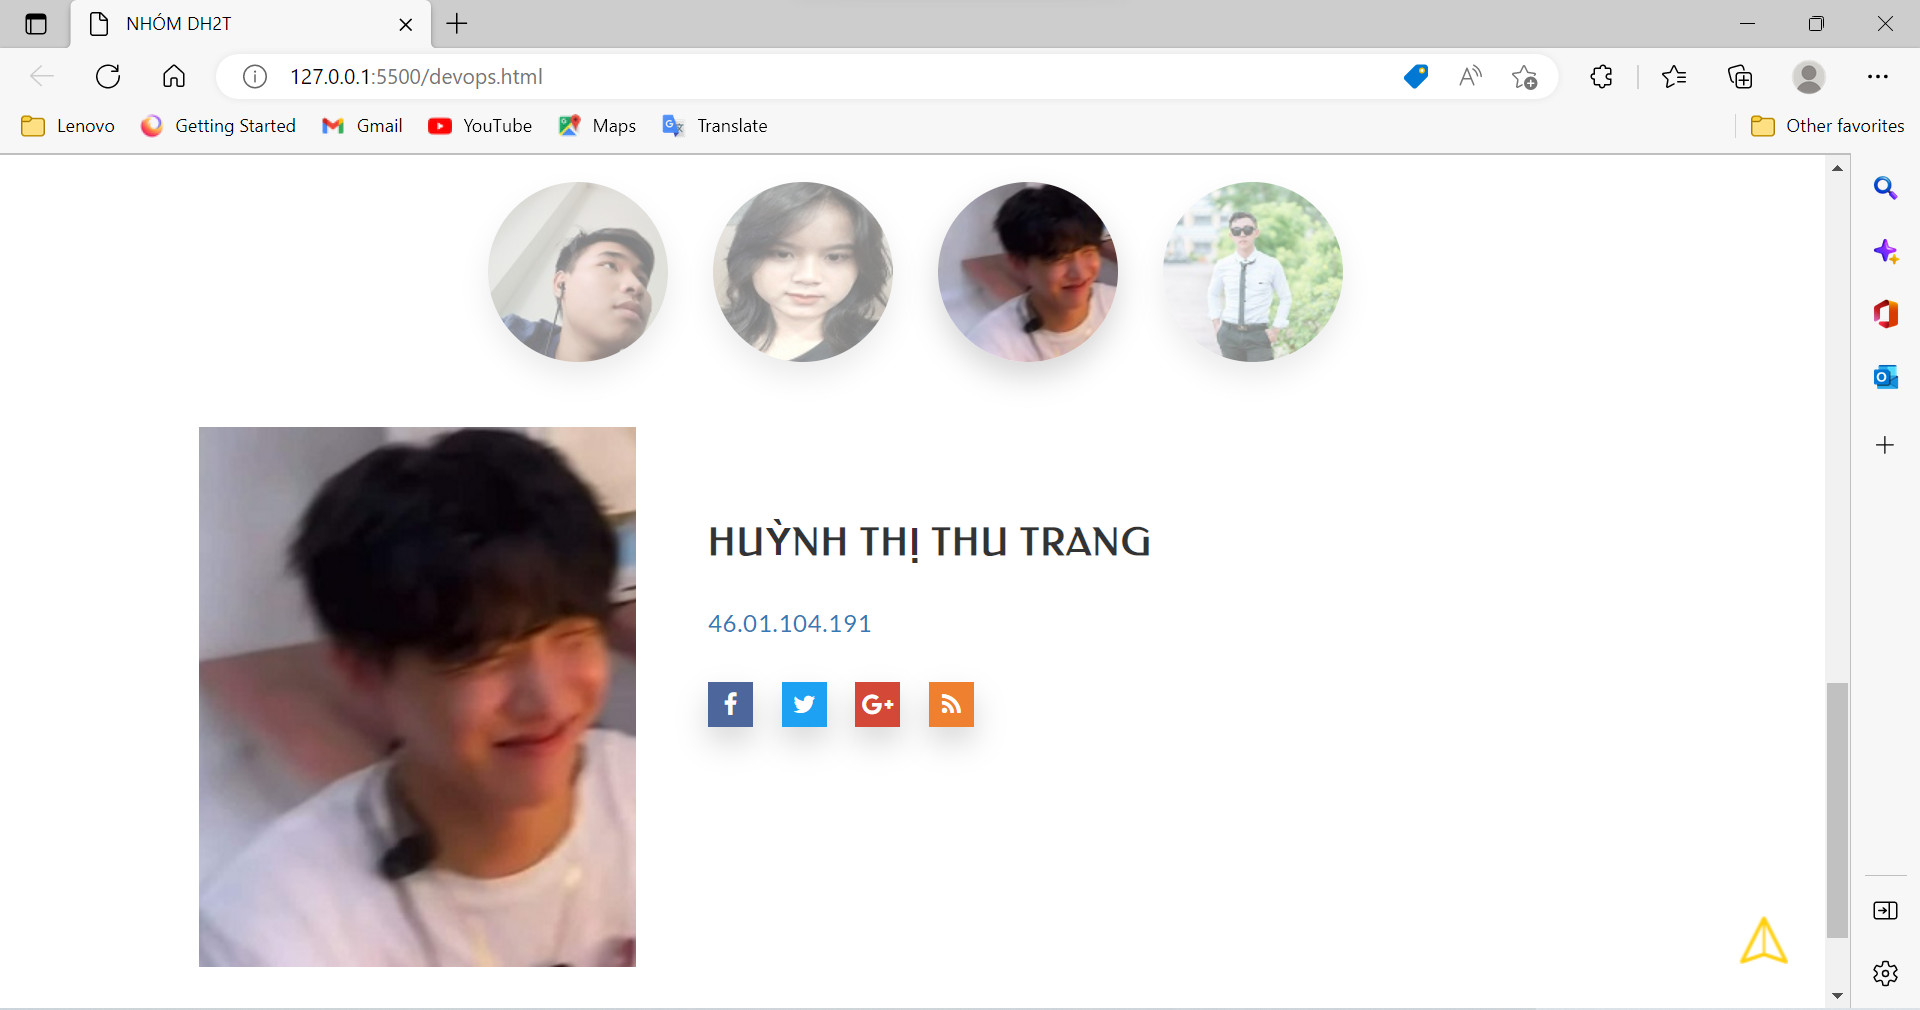 NHÓM DH2T
127.0.0.1:5500/devops.html
Lenovo Getting Started Gmail YouTube Maps Translate Other favorites
HUỲNH THỊ THU TRANG
46.01.104.191
f G+